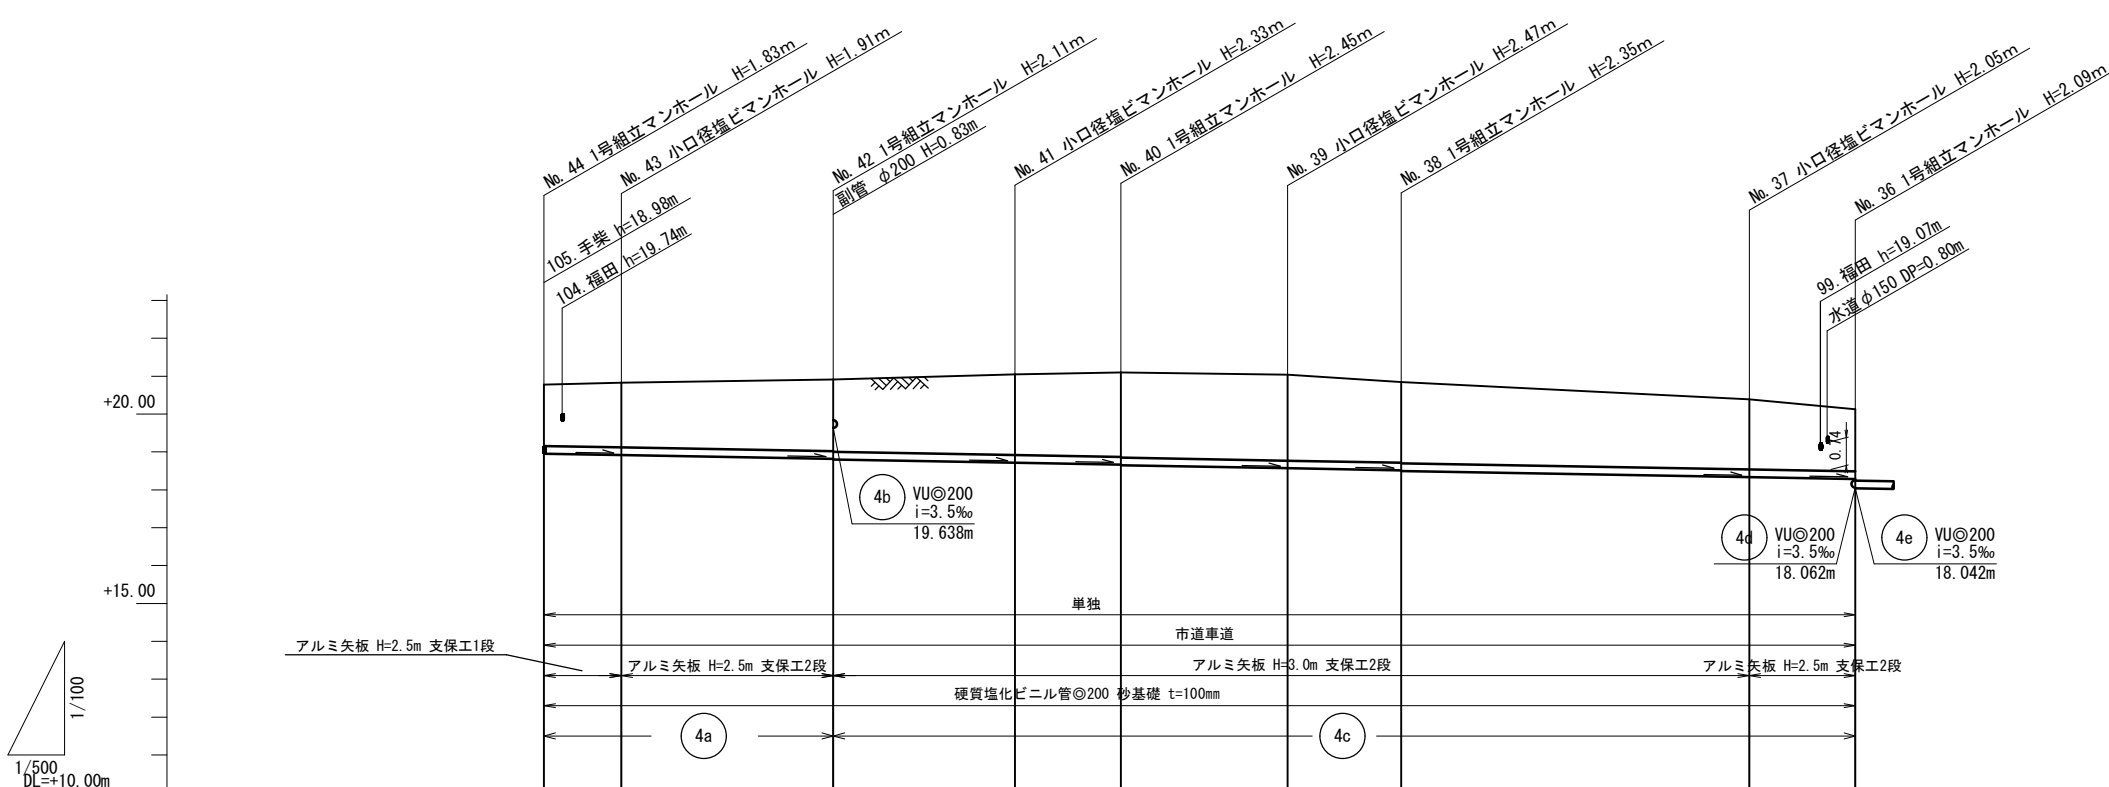 №. 44 1号組立マンホール H=1.83m
№. 43 小口径塩ビマンホール H=1.91m
№. 42 1号組立マンホール H=2.11m
副管 φ200 H=0.83m
№. 41 小口径塩ビマンホール H=2.33m
№. 40 1号組立マンホール H=2.45m
№. 39 小口径塩ビマンホール H=2.47m
№. 38 1号組立マンホール H=2.35m
№. 37 小口径塩ビマンホール H=2.05m
№. 36 1号組立マンホール H=2.09m
105.手柴 h=18.98m
104.福田 h=19.74m
99.福田 h=19.07m
水道φ150 DP=0.80m
+20.00
0.74
4b
VU◎200
i=3.5‰
19.638m
4d
VU◎200
i=3.5‰
18.062m
4e
VU◎200
i=3.5‰
18.042m
+15.00
単独
市道車道
アルミ矢板 H=2.5m 支保工1段
アルミ矢板 H=2.5m 支保工2段
アルミ矢板 H=3.0m 支保工2段
アルミ矢板 H=2.5m 支保工2段
硬質塩化ビニル管◎200 砂基礎 t=100mm
4a
4c
1/100
1/500
DL=+10.00m